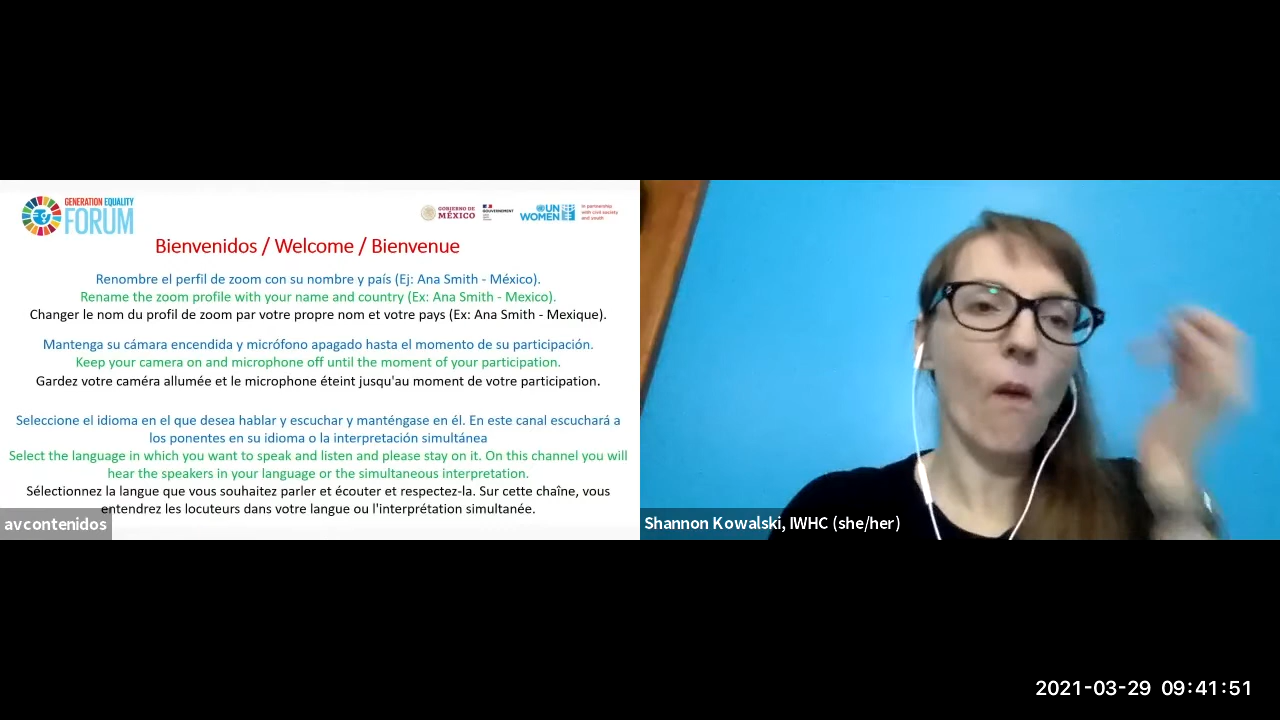 GENERATION EQUALITY
FORUM
GOBIERNO DE
MÉXICO
GOUVERNEMENT
UN
WOMEN
in partnership
with civil society
and youth
Bienvenidos / Welcome / Bienvenue
Renombre el perfil de zoom con su nombre y país (Ej: Ana Smith - México).
Rename the zoom profile with your name and country (Ex: Ana Smith - Mexico).
Changer le nom du profil de zoom par votre propre nom et votre pays (Ex: Ana Smith - Mexique).
Mantenga su cámara encendida y micrófono apagado hasta el momento de su participación.
Keep your camera on and microphone off until the moment of your participation.
Gardez votre caméra allumée et le microphone éteint jusqu'au moment de votre participation.
Seleccione el idioma en el que desea hablar y escuchar y manténgase en él. En este canal escuchará a
los ponentes en su idioma o la interpretación simultánea
Select the language in which you want to speak and listen and please stay on it. On this channel you will
hear the speakers in your language or the simultaneous interpretation.
Sélectionnez la langue que vous souhaitez parler et écouter et respectez-la. Sur cette chaîne, vous
entendrez les locuteurs dans votre langue ou l'interprétation simultanée.
avcontenidos
Shannon Kowalski, IWHC (she/her)
2021-03-29 09:41:51